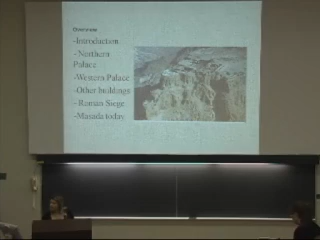 Overview
-Introduction
- Northern
Palace
-Western Palace
-Other buildings
- Roman Siege
-Masada today